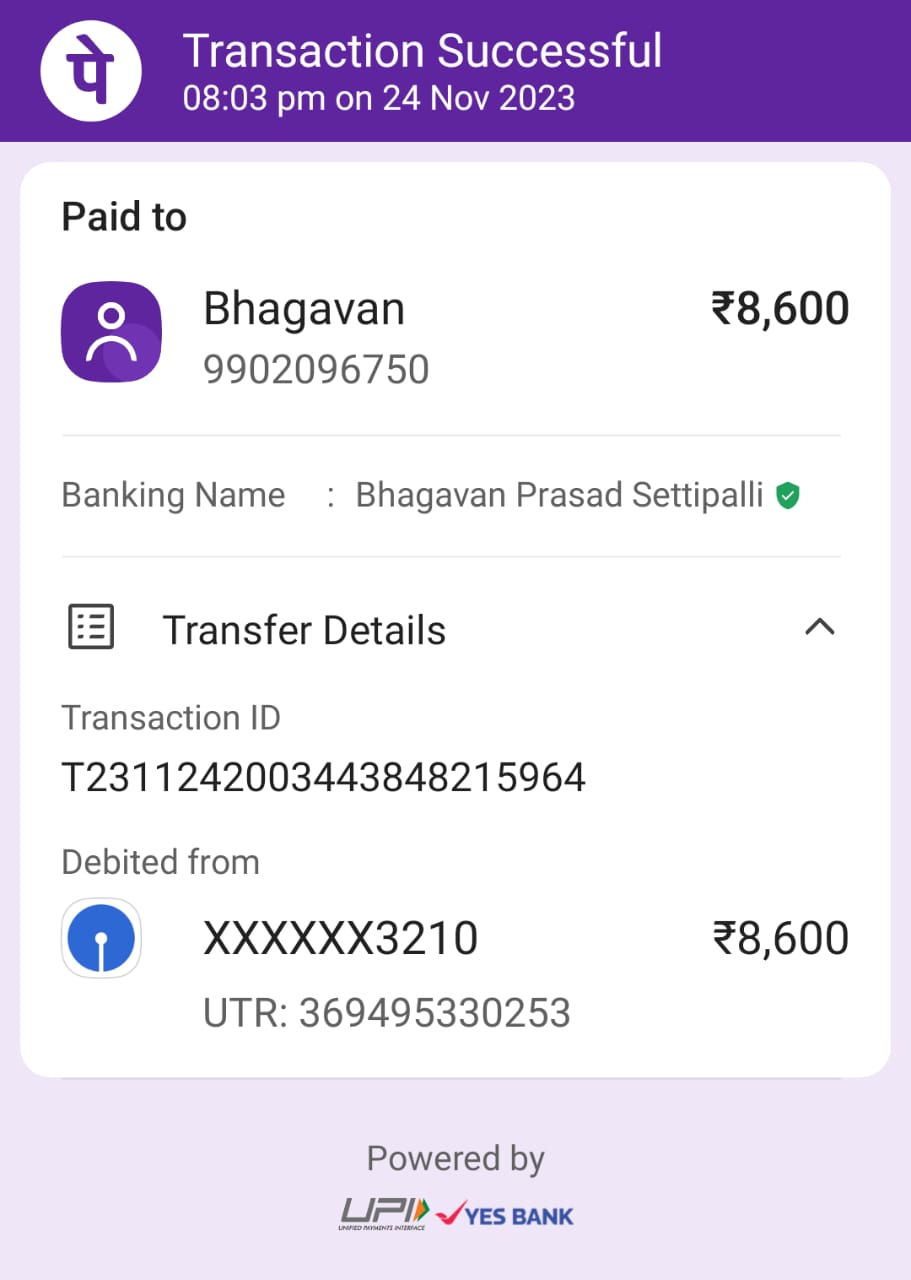 पे
Transaction Successful
08:03 pm on 24 Nov 2023
Paid to
Bhagavan ₹8,600
9902096750
Banking Name : Bhagavan Prasad Settipalli
Transfer Details
Transaction ID
T2311242003443848215964
Debited from
XXXXXX3210 ₹8,600
UTR: 369495330253
Powered by
UPI YES BANK
UNIFIED PAYMENTS INTERFACE